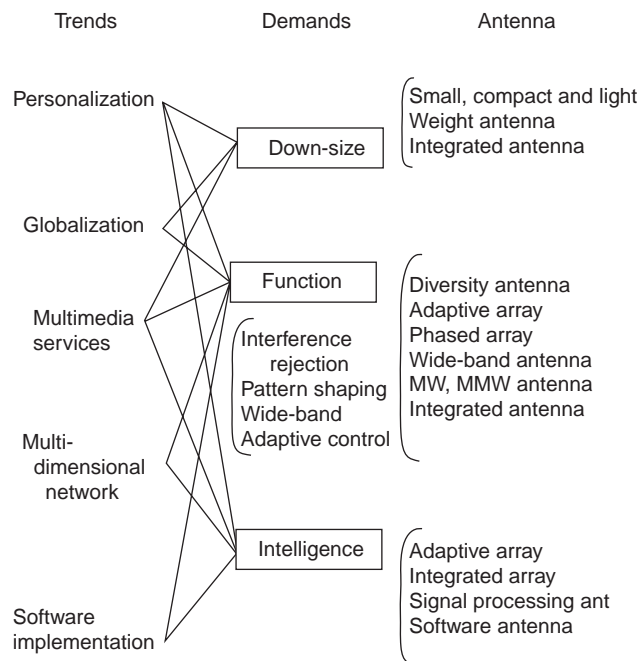 Trends
Demands
Antenna
Personalization
Globalization
Multimedia
services
Multi-
dimensional
network
Software
implementation
Down-size
Function
Interference
rejection
Pattern shaping
Wide-band
Adaptive control
Intelligence
Small, compact and light
Weight antenna
Integrated antenna
Diversity antenna
Adaptive array
Phased array
Wide-band antenna
MW, MMW antenna
Integrated antenna
Adaptive array
Integrated array
Signal processing ant
Software antenna